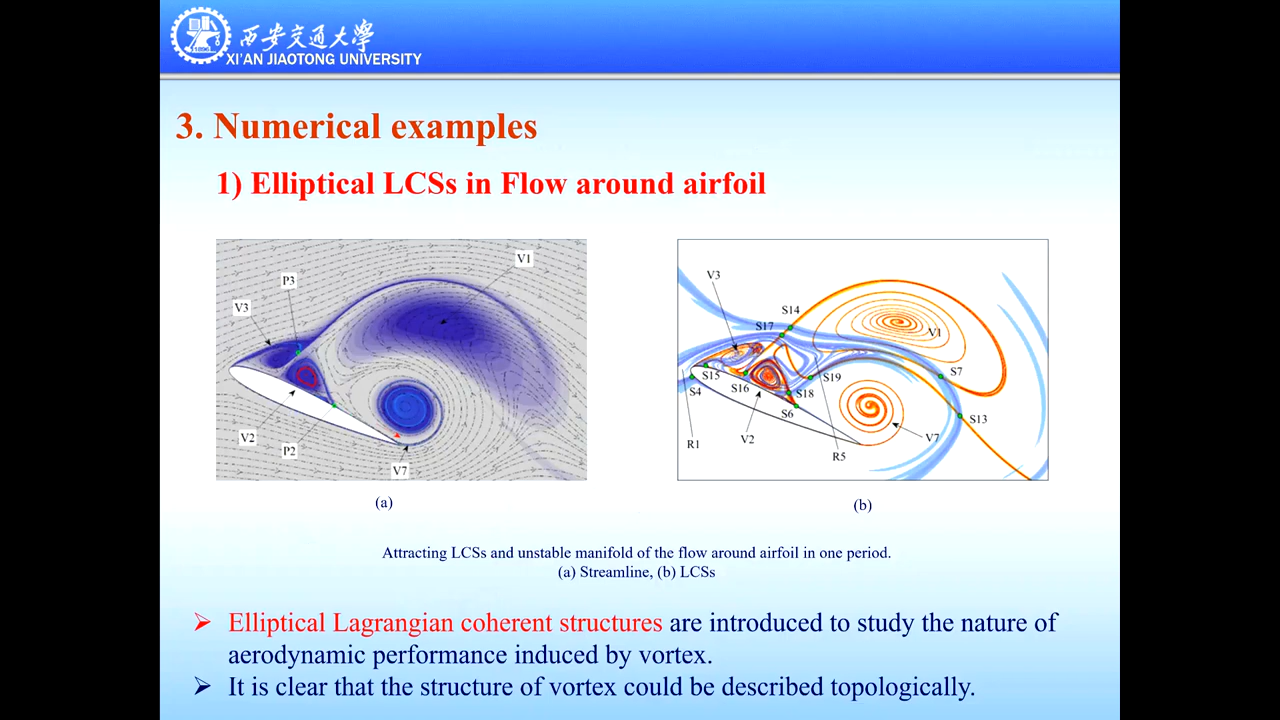 西安交通大學
1896
XI'AN JIAOTONG UNIVERSITY
3. Numerical examples
1) Elliptical LCSs in Flow around airfoil
V1
P3
V3
V2
P2
V7
(a)
V3
S14
S17
V1
S7
S15
S19
S16
S4
S18
S6
S13
V2
V7
R1
R5
(b)
Attracting LCSs and unstable manifold of the flow around airfoil in one period.
(a) Streamline, (b) LCSs
➢ Elliptical Lagrangian coherent structures are introduced to study the nature of
aerodynamic performance induced by vortex.
➢ It is clear that the structure of vortex could be described topologically.